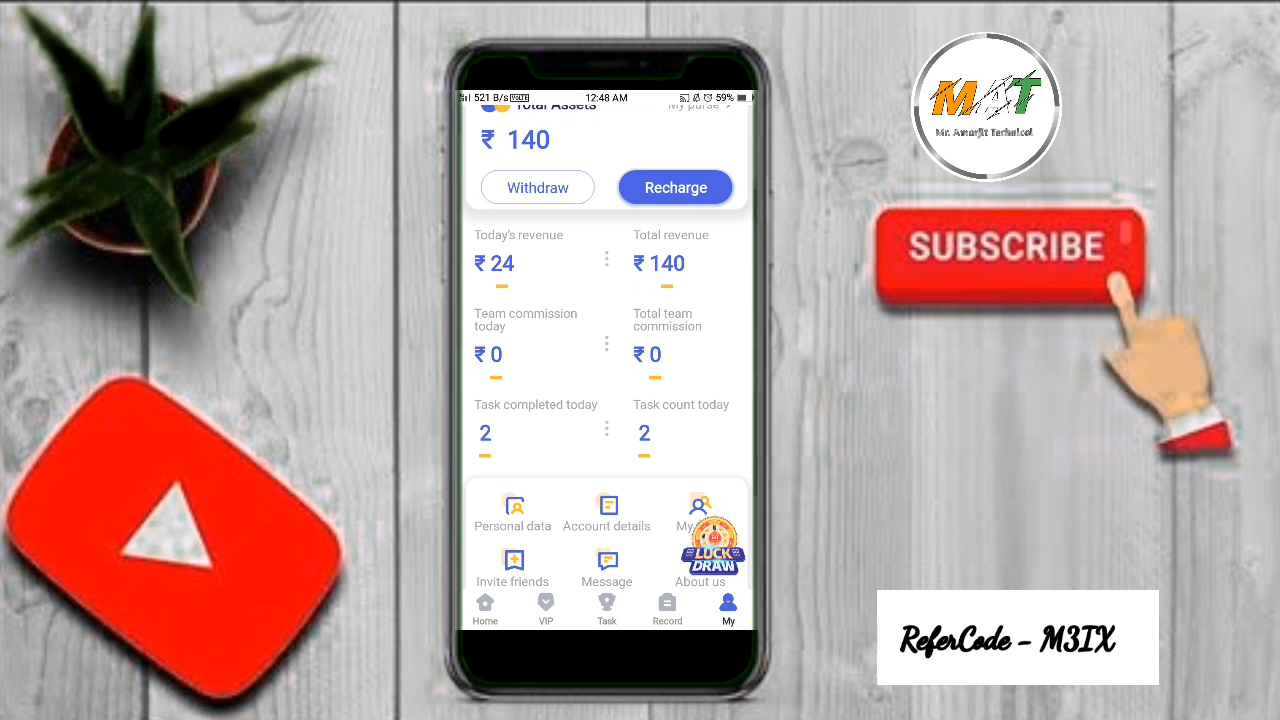 521 B/s VOLTE 12:48 AM 59%
Total Assets My purse >
₹ 140
Withdraw Recharge
Today's revenue Total revenue
₹ 24 ₹ 140
Team commission today Total team commission
₹ 0 ₹ 0
Task completed today Task count today
2 2
Personal data Account details My
Invite friends Message About us
LUCK
DRAW
Home VIP Task Record My
MAT
Mr. Amarjit Technical
SUBSCRIBE
ReferCode - M3IX